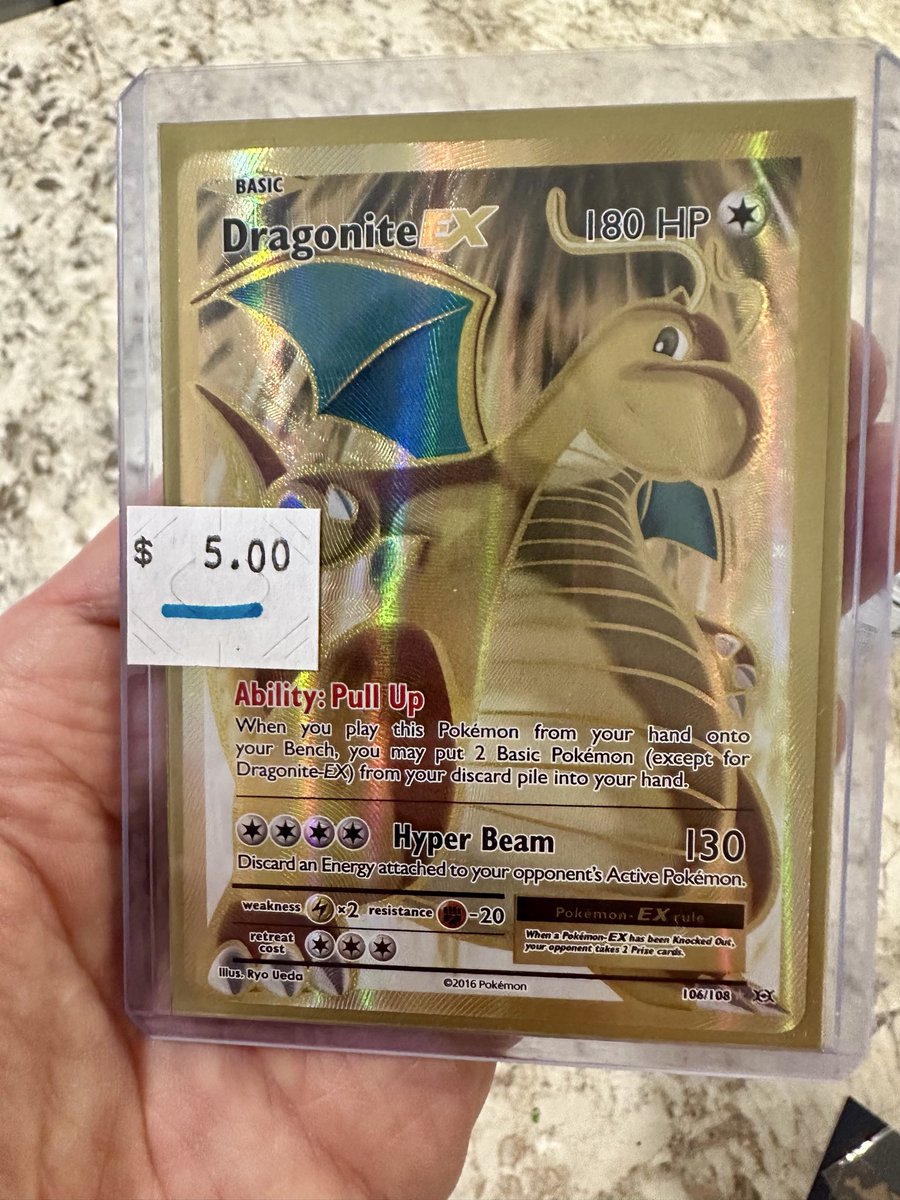 BASIC
DragoniteEX 180 HP
$ 5.00
Ability: Pull Up
When you play this Pokémon from your hand onto
your Bench, you may put 2 Basic Pokémon (except for
Dragonite-EX) from your discard pile into your hand.
Hyper Beam 130
Discard an Energy attached to your opponent's Active Pokémon.
weakness ×2 resistance -20
Pokémon-EX rule
When a Pokémon-EX has been Knocked Out,
your opponent takes 2 Prize cards.
retreat
cost
Illus. Ryo Ueda
©2016 Pokémon
106/108